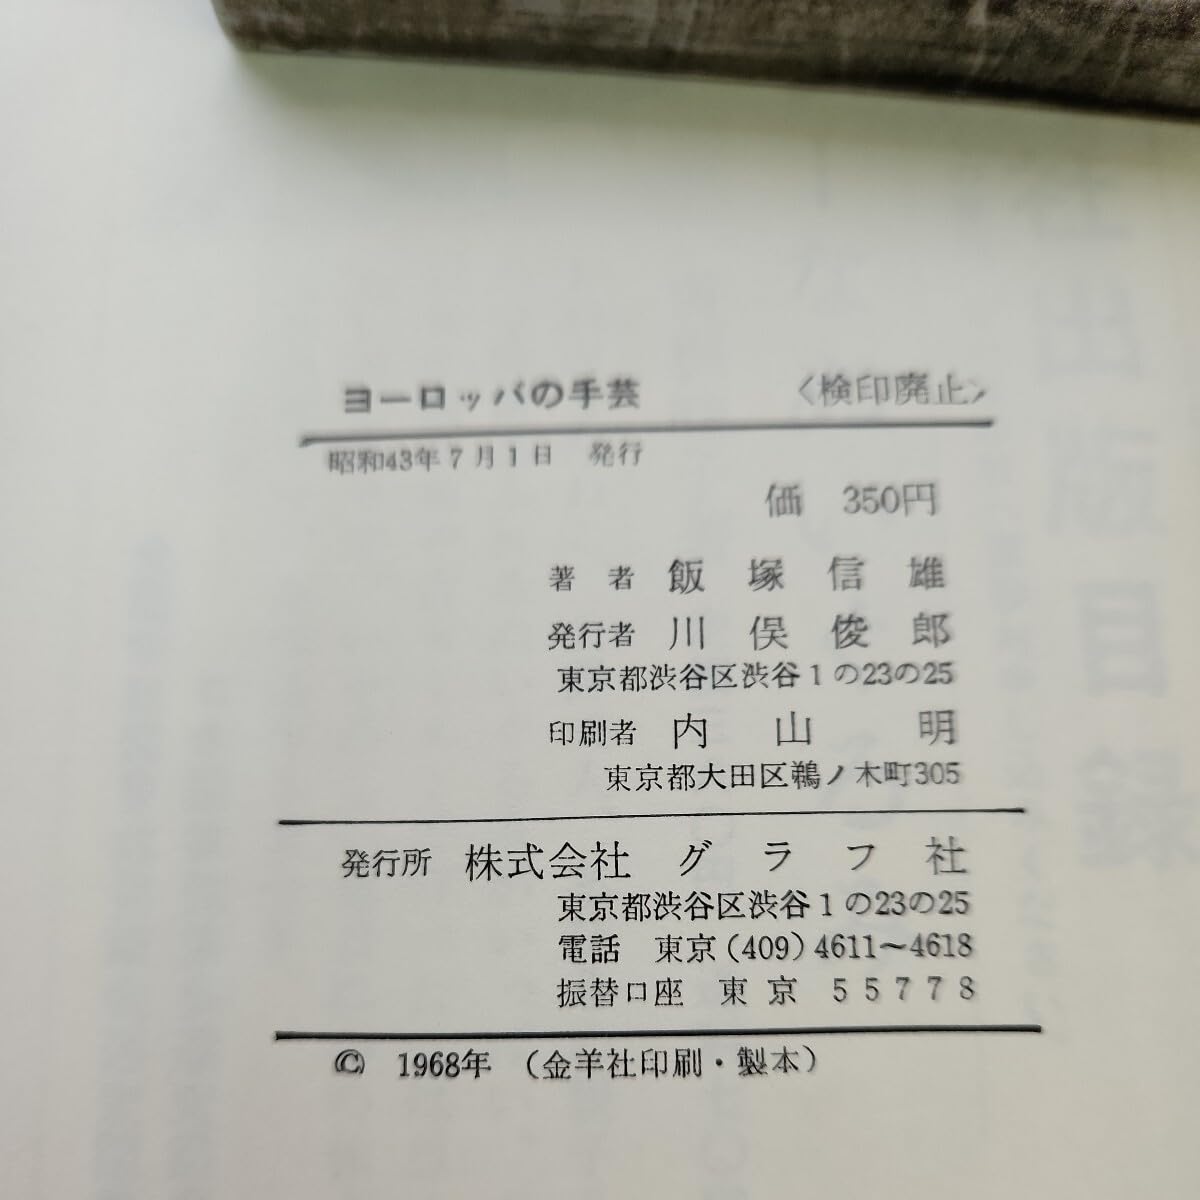 ヨーロッパの手芸 〈検印廃止〉
昭和43年7月1日 発行
価 350円
著者 飯塚信雄
発行者 川俣俊郎
東京都渋谷区渋谷1の23の25
印刷者 内山明
東京都大田区鵜ノ木町305
発行所 株式会社 グラフ社
東京都渋谷区渋谷1の23の25
電話 東京(409)4611～4618
振替口座 東京 55778
© 1968年 (金羊社印刷・製本)